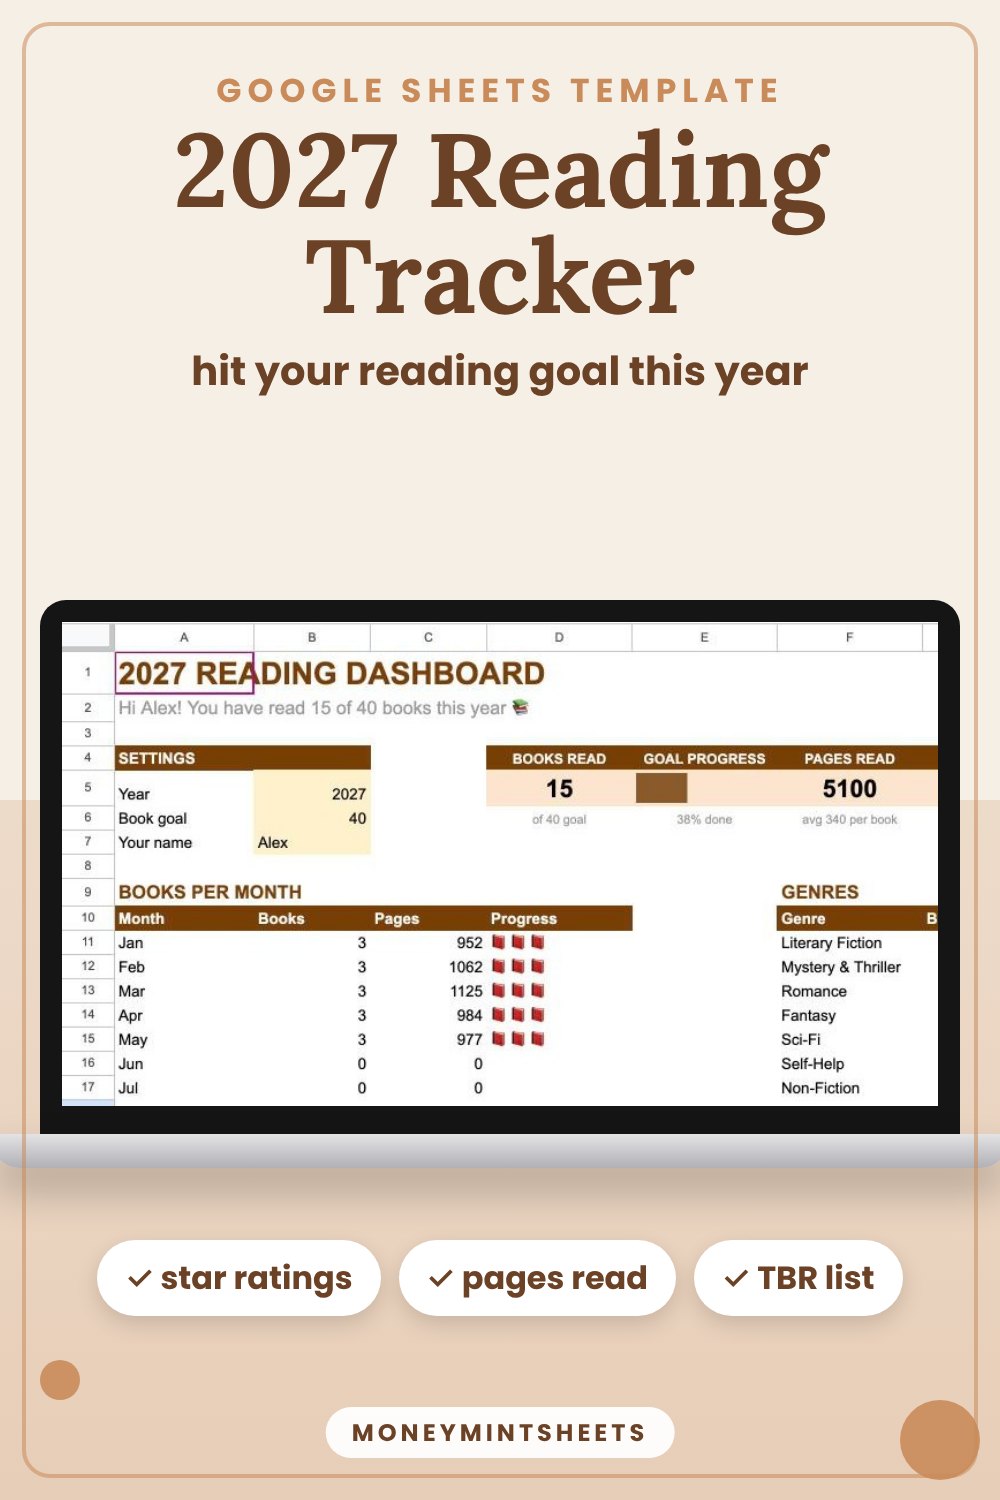 GOOGLE SHEETS TEMPLATE
2027 Reading
Tracker
hit your reading goal this year
A B C D E F
1 2027 READING DASHBOARD
2 Hi Alex! You have read 15 of 40 books this year 📚
3
4 SETTINGS BOOKS READ GOAL PROGRESS PAGES READ
5 Year 2027 15 5100
6 Book goal 40 of 40 goal 38% done avg 340 per book
7 Your name Alex
8
9 BOOKS PER MONTH GENRES
10 Month Books Pages Progress Genre B
11 Jan 3 952 📕📕📕 Literary Fiction
12 Feb 3 1062 📕📕📕 Mystery & Thriller
13 Mar 3 1125 📕📕📕 Romance
14 Apr 3 984 📕📕📕 Fantasy
15 May 3 977 📕📕📕 Sci-Fi
16 Jun 0 0 Self-Help
17 Jul 0 0 Non-Fiction
✓ star ratings ✓ pages read ✓ TBR list
MONEYMINTSHEETS